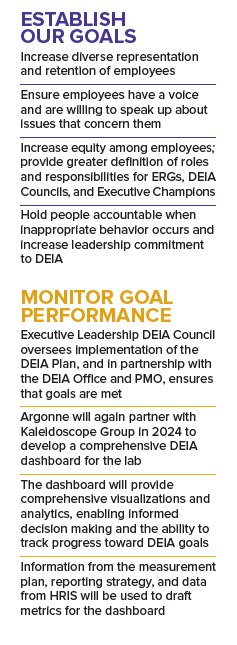 ESTABLISH
OUR GOALS
Increase diverse representation
and retention of employees
Ensure employees have a voice
and are willing to speak up about
issues that concern them
Increase equity among employees;
provide greater definition of roles
and responsibilities for ERGs, DEIA
Councils, and Executive Champions
Hold people accountable when
inappropriate behavior occurs and
increase leadership commitment
to DEIA
MONITOR GOAL
PERFORMANCE
Executive Leadership DEIA Council
oversees implementation of the
DEIA Plan, and in partnership with
the DEIA Office and PMO, ensures
that goals are met
Argonne will again partner with
Kaleidoscope Group in 2024 to
develop a comprehensive DEIA
dashboard for the lab
The dashboard will provide
comprehensive visualizations and
analytics, enabling informed
decision making and the ability to
track progress toward DEIA goals
Information from the measurement
plan, reporting strategy, and data
from HRIS will be used to draft
metrics for the dashboard